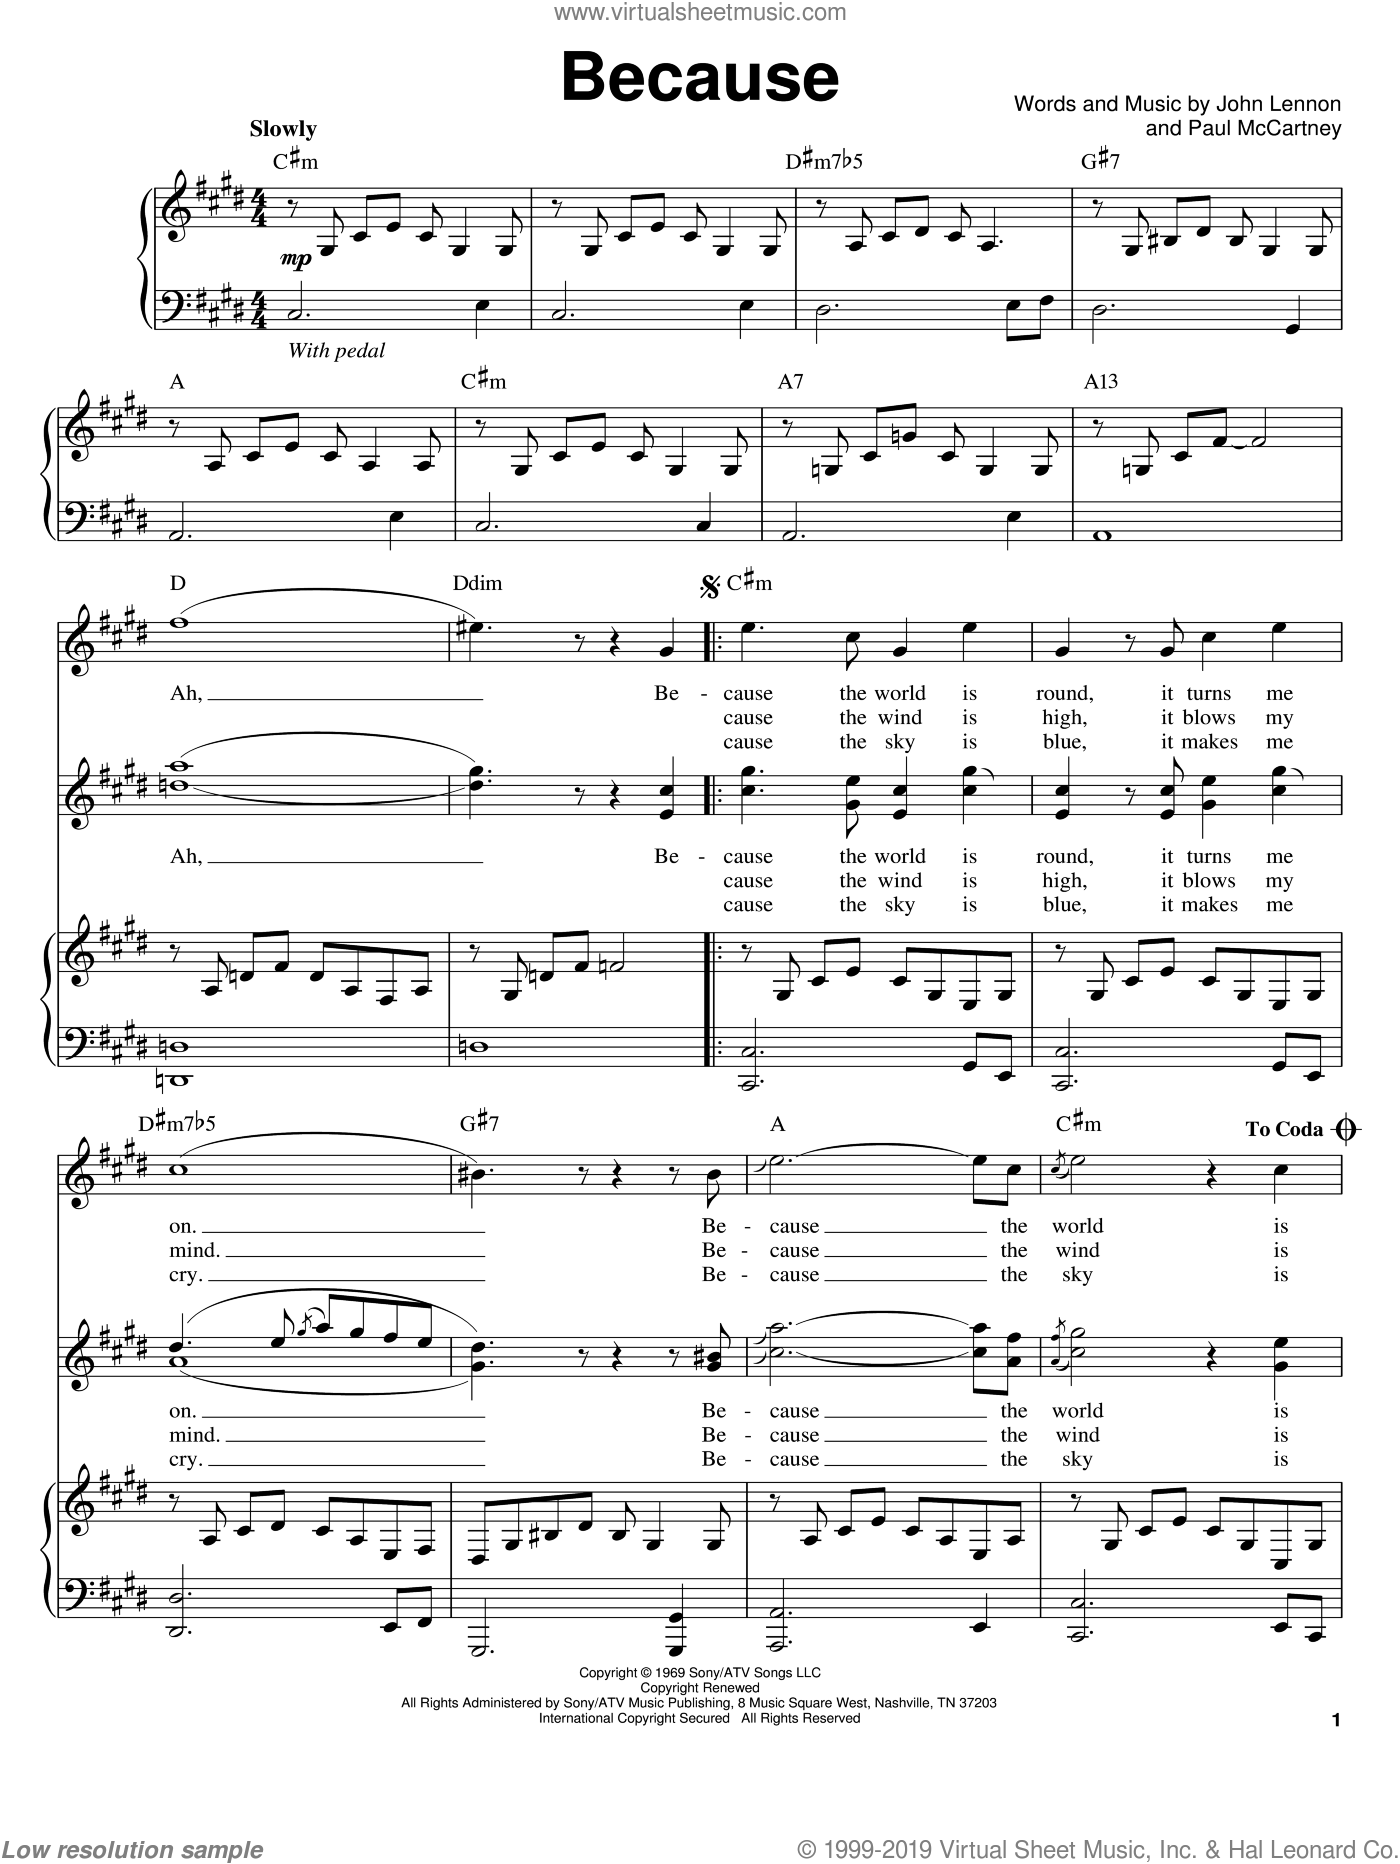 www.virtualsheetmusic.com
Because
Words and Music by John Lennon
and Paul McCartney
Slowly
C♯m D♯m7♭5 G♯7
4
4
mp
4
4
With pedal
A C♯m A7 A13
D Ddim C♯m
Ah, Be - cause the world is round, it turns me
cause the wind is high, it blows my
cause the sky is blue, it makes me
Ah, Be - cause the world is round, it turns me
cause the wind is high, it blows my
cause the sky is blue, it makes me
D♯m7♭5 G♯7 A C♯m To Coda
on. Be - cause the world is
mind. Be - cause the wind is
cry. Be - cause the sky is
on. Be - cause the world is
mind. Be - cause the wind is
cry. Be - cause the sky is
Copyright © 1969 Sony/ATV Songs LLC
Copyright Renewed
All Rights Administered by Sony/ATV Music Publishing, 8 Music Square West, Nashville, TN 37203
International Copyright Secured All Rights Reserved
1
Low resolution sample © 1999-2019 Virtual Sheet Music, Inc. & Hal Leonard Co.